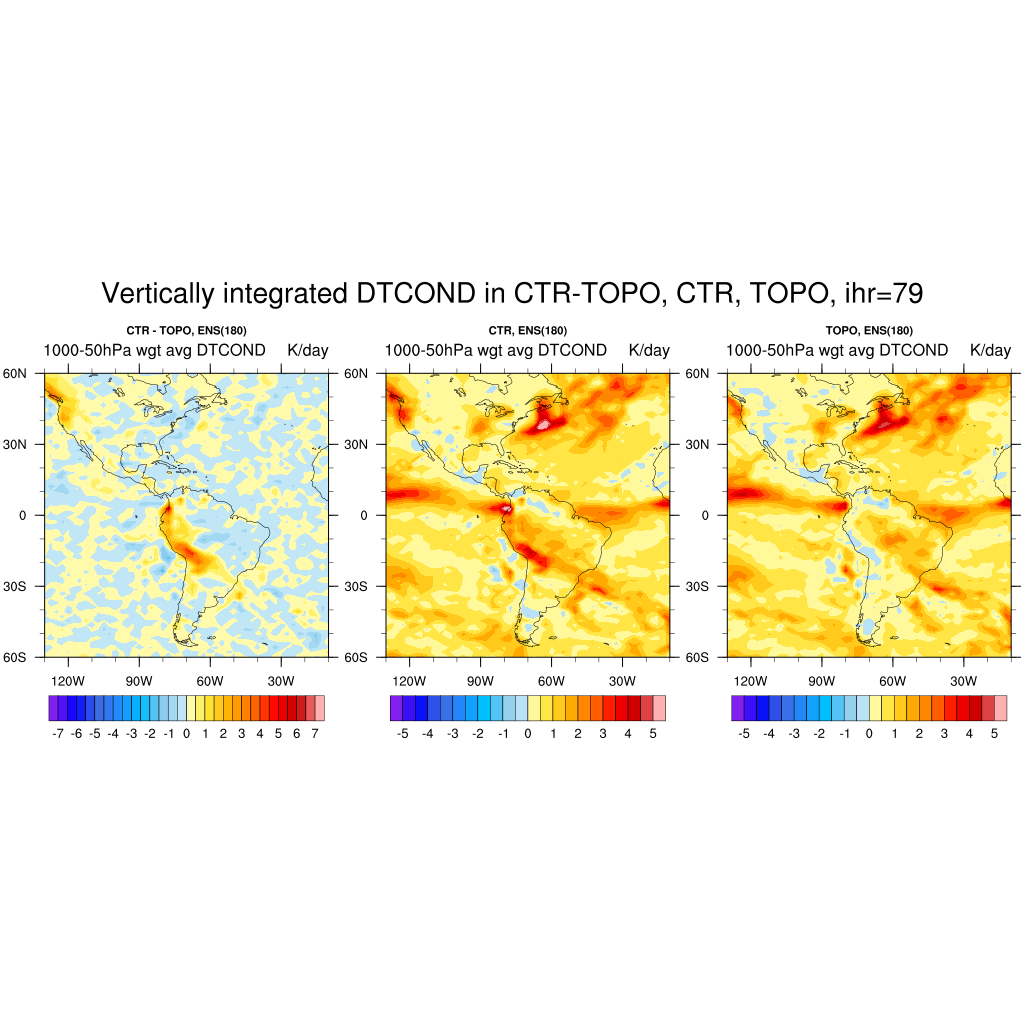 Vertically integrated DTCOND in CTR-TOPO, CTR, TOPO, ihr=79
CTR - TOPO, ENS(180)
1000-50hPa wgt avg DTCOND K/day
60N
30N
0
30S
60S
120W 90W 60W 30W
-7 -6 -5 -4 -3 -2 -1 0 1 2 3 4 5 6 7
CTR, ENS(180)
1000-50hPa wgt avg DTCOND K/day
60N
30N
0
30S
60S
120W 90W 60W 30W
-5 -4 -3 -2 -1 0 1 2 3 4 5
TOPO, ENS(180)
1000-50hPa wgt avg DTCOND K/day
60N
30N
0
30S
60S
120W 90W 60W 30W
-5 -4 -3 -2 -1 0 1 2 3 4 5